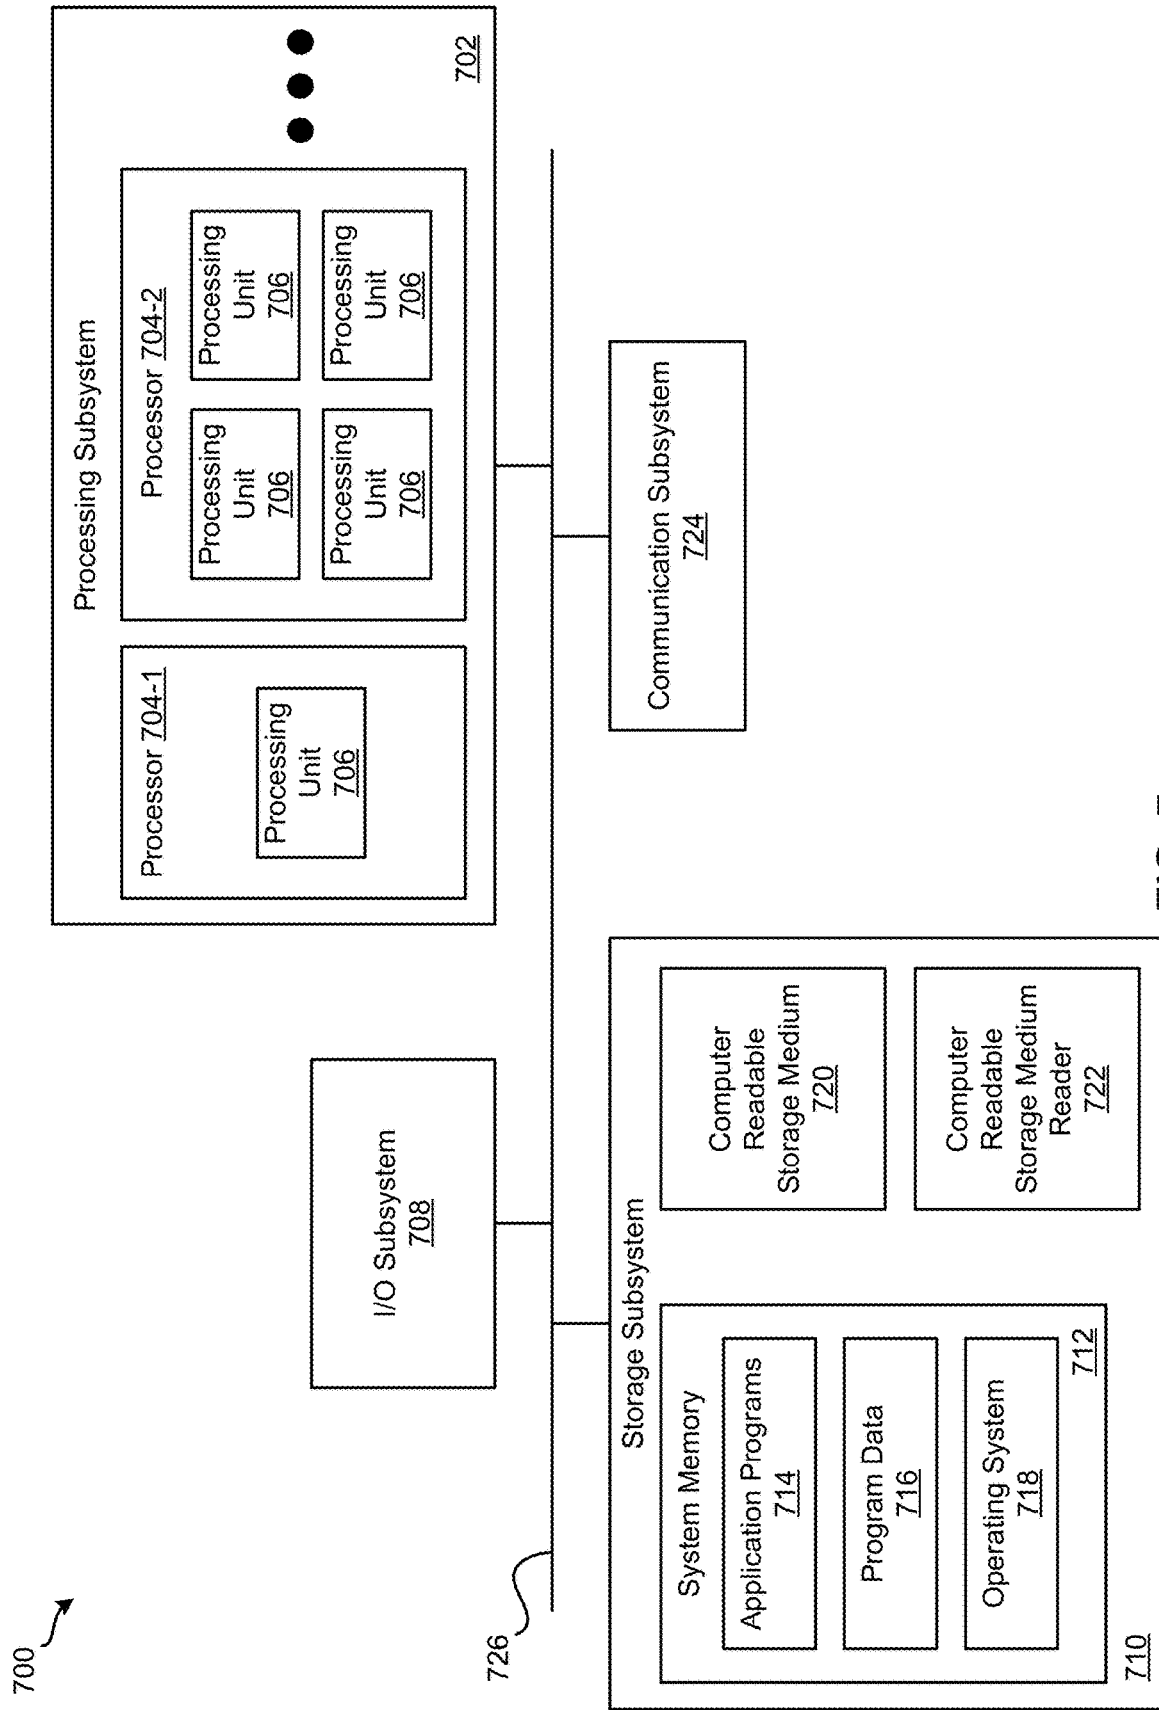 700
Processing Subsystem
Processor 704-1
Processing
Unit
706
Processor 704-2
Processing
Unit
706
Processing
Unit
706
Processing
Unit
706
Processing
Unit
706
702
I/O Subsystem
708
726
Communication Subsystem
724
Storage Subsystem
System Memory
Application Programs
714
Program Data
716
Operating System
718
712
Computer
Readable
Storage Medium
720
Computer
Readable
Storage Medium
Reader
722
710